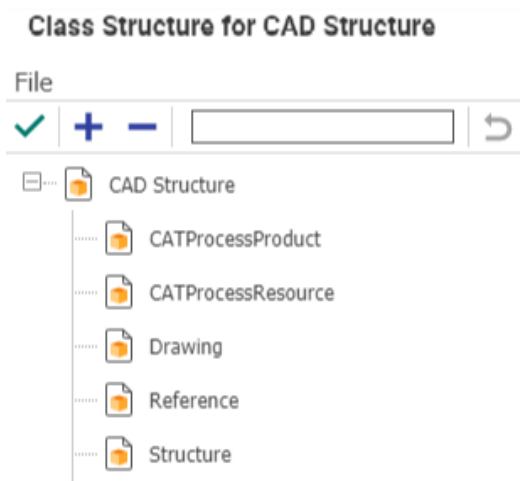 Class Structure for CAD Structure
File
CAD Structure
CATProcessProduct
CATProcessResource
Drawing
Reference
Structure